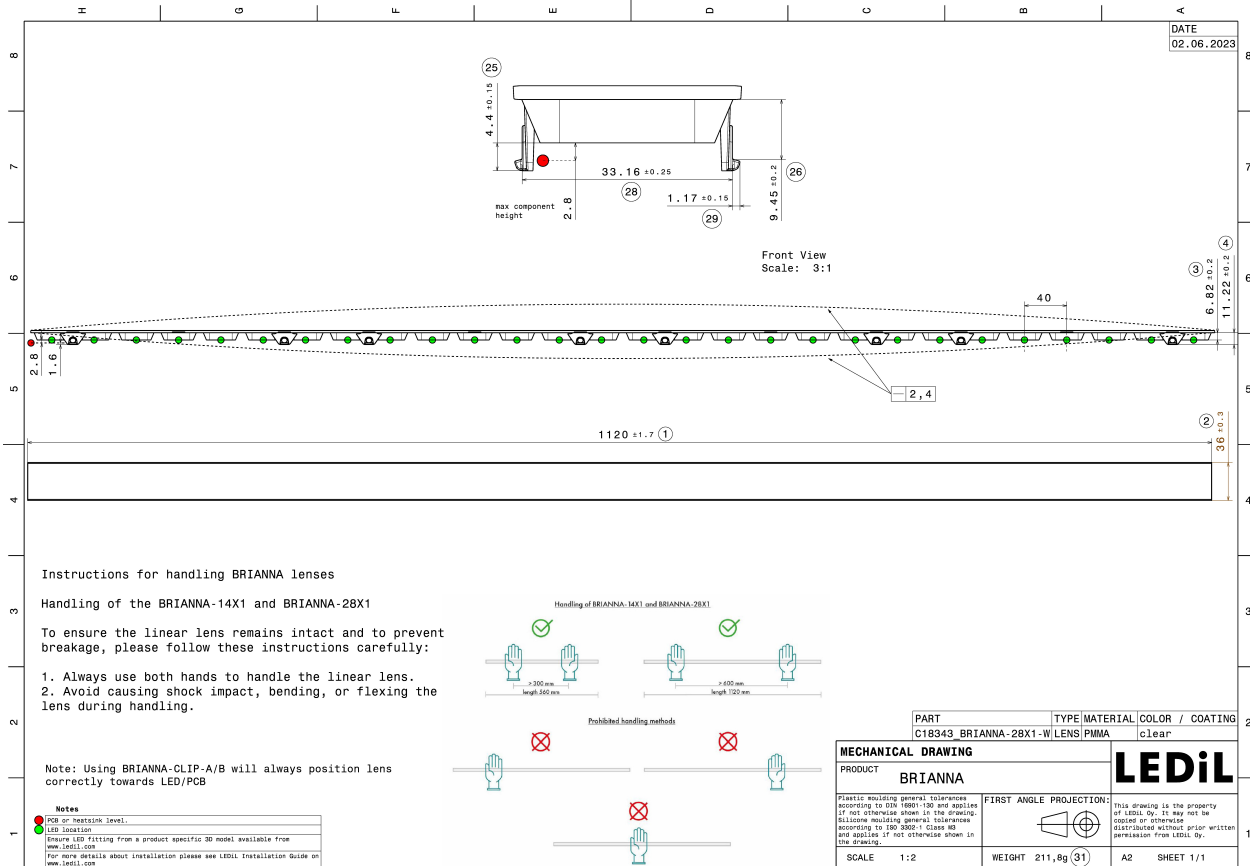 H G F E D C B A
DATE
02.06.2023
8 8
25
4.4 ±0.15
7 7
33.16 ±0.25
28
26
9.45 ±0.2
1.17 ±0.15
29
max component
height
2.8
Front View
Scale: 3:1
6 6
3
6.82 ±0.2
4
11.22 ±0.2
40
2.8
1.6
5 5
2,4
1120 ±1.7 1
2
36 ±0.3
4 4
Instructions for handling BRIANNA lenses
Handling of the BRIANNA-14X1 and BRIANNA-28X1
To ensure the linear lens remains intact and to prevent
breakage, please follow these instructions carefully:
1. Always use both hands to handle the linear lens.
2. Avoid causing shock impact, bending, or flexing the
lens during handling.
3 3
Handling of BRIANNA-14X1 and BRIANNA-28X1
> 300 mm
length 560 mm
> 600 mm
length 1120 mm
2 2
Prohibited handling methods
Note: Using BRIANNA-CLIP-A/B will always position lens
correctly towards LED/PCB
Notes
PCB or heatsink level.
LED location
Ensure LED fitting from a product specific 3D model available from
www.ledil.com
For more details about installation please see LEDiL Installation Guide on
www.ledil.com
1 1
PART TYPE MATERIAL COLOR / COATING
C18343_BRIANNA-28X1-W LENS PMMA clear
MECHANICAL DRAWING
PRODUCT
BRIANNA
LEDiL
Plastic moulding general tolerances
according to DIN 16901-130 and applies
if not otherwise shown in the drawing.
Silicone moulding general tolerances
according to ISO 3302-1 Class M3
and applies if not otherwise shown in
the drawing.
FIRST ANGLE PROJECTION:
This drawing is the property
of LEDiL Oy. It may not be
copied or otherwise
distributed without prior written
permission from LEDiL Oy.
SCALE 1:2
WEIGHT 211,8g 31
A2 SHEET 1/1